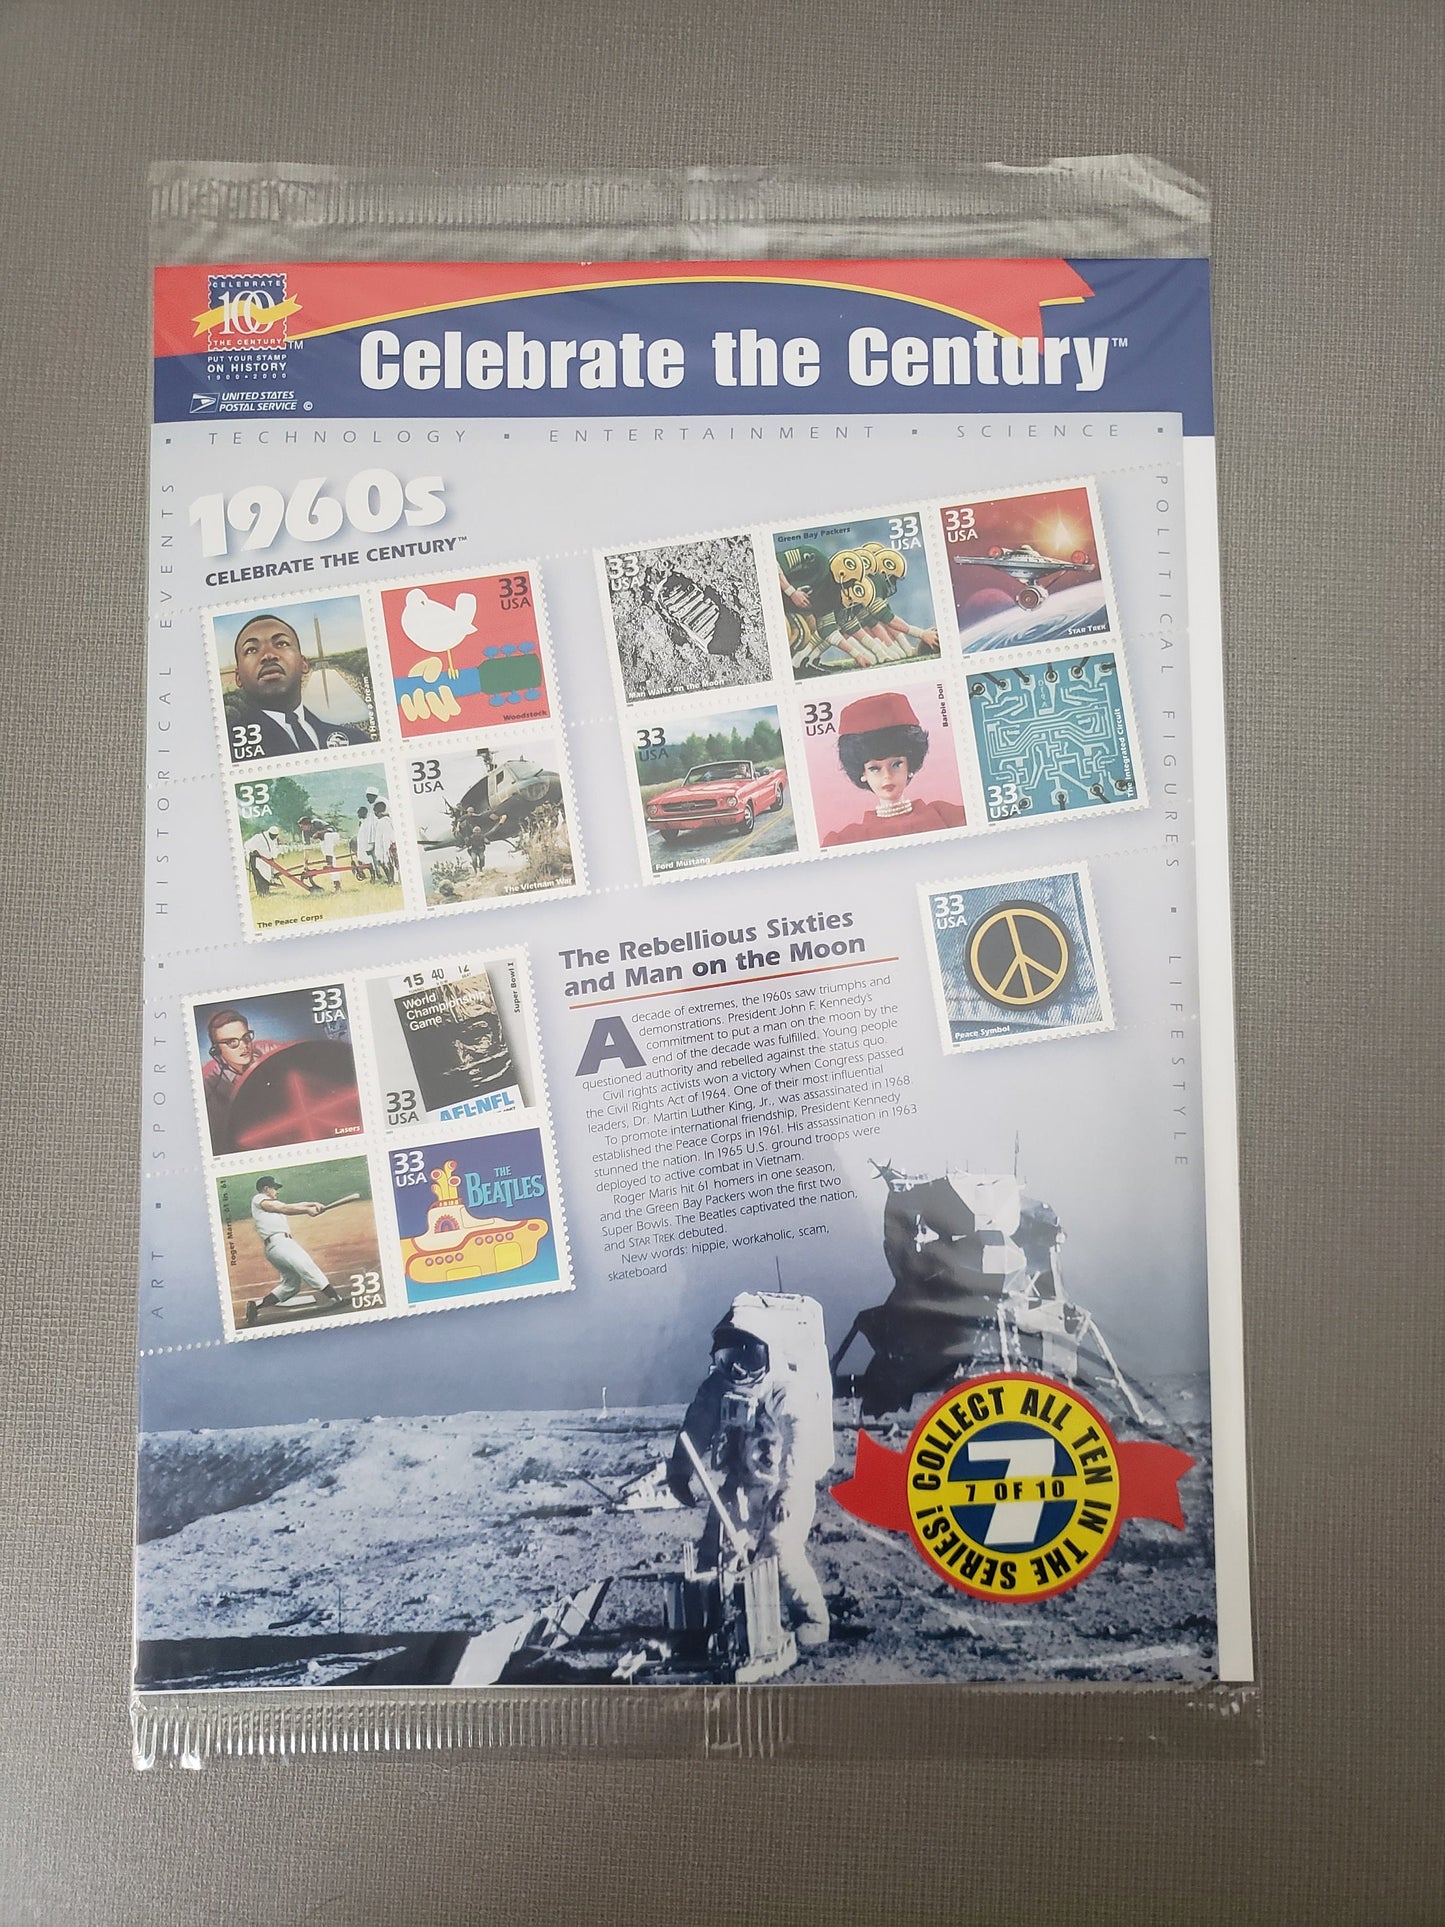 CELEBRATE
100
THE CENTURY
TM
PUT YOUR STAMP
ON HISTORY
1900 • 2000
UNITED STATES
POSTAL SERVICE ©
Celebrate the Century™
TECHNOLOGY ▪ ENTERTAINMENT ▪ SCIENCE
POLITICAL FIGURES ▪ LIFESTYLE
ART ▪ SPORTS ▪ HISTORICAL EVENTS
1960s
CELEBRATE THE CENTURY™
33
USA
I Have a Dream
33
USA
Woodstock
33
USA
The Peace Corps
33
USA
The Vietnam War
33
USA
Man Walks on the Moon
Green Bay Packers
33
USA
33
USA
STAR TREK
33
USA
Ford Mustang
33
USA
Barbie Doll
33
USA
The Integrated Circuit
33
USA
Peace Symbol
33
USA
Lasers
15 40 12
World
Championship
Game
Super Bowl I
33
USA
AFL-NFL
Roger Maris, 61 in '61
33
USA
33
USA
THE
BEATLES
The Rebellious Sixties
and Man on the Moon
A decade of extremes, the 1960s saw triumphs and
demonstrations. President John F. Kennedy's
commitment to put a man on the moon by the
end of the decade was fulfilled. Young people
questioned authority and rebelled against the status quo.
Civil rights activists won a victory when Congress passed
the Civil Rights Act of 1964. One of their most influential
leaders, Dr. Martin Luther King, Jr., was assassinated in 1968.
To promote international friendship, President Kennedy
established the Peace Corps in 1961. His assassination in 1963
stunned the nation. In 1965 U.S. ground troops were
deployed to active combat in Vietnam.
Roger Maris hit 61 homers in one season,
and the Green Bay Packers won the first two
Super Bowls. The Beatles captivated the nation,
and STAR TREK debuted.
New words: hippie, workaholic, scam,
skateboard
COLLECT ALL TEN IN THE SERIES!
7
7 OF 10